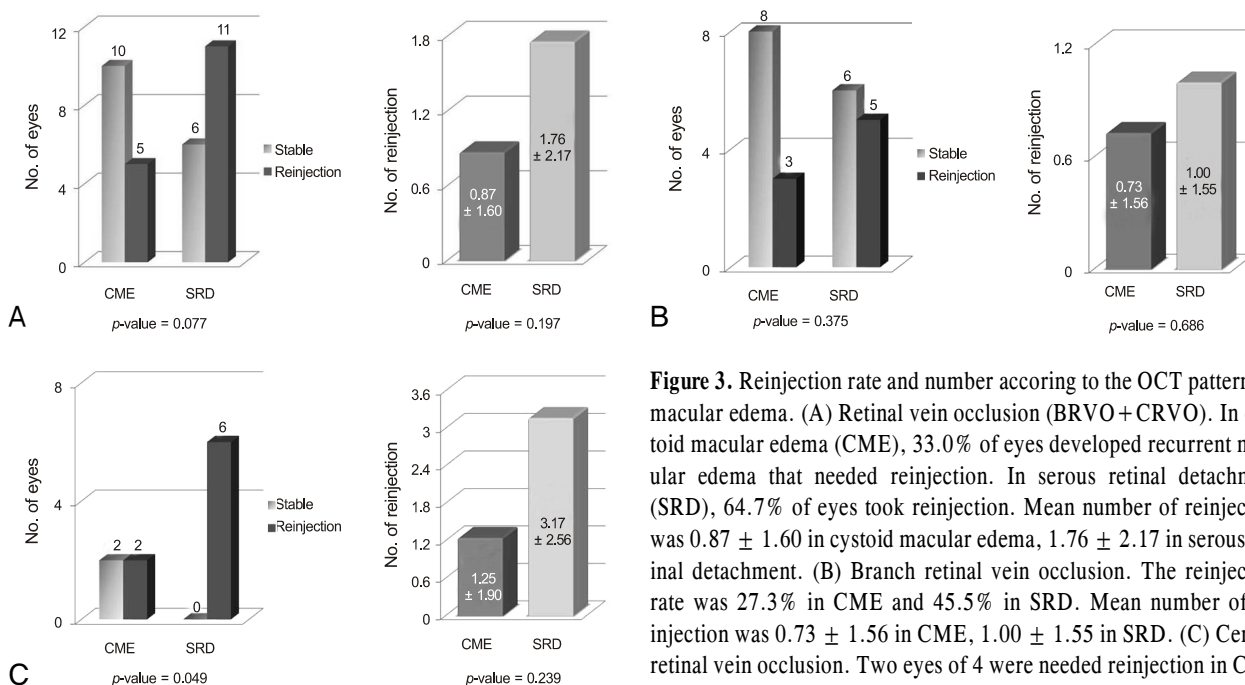 12
8
4
0
No. of eyes
10
5
6
11
CME
SRD
Stable
Reinjection
p-value = 0.077
A
1.8
1.2
0.6
0
No. of reinjection
0.87
± 1.60
1.76
± 2.17
CME
SRD
p-value = 0.197
8
4
0
No. of eyes
8
3
6
5
CME
SRD
Stable
Reinjection
p-value = 0.375
B
1.2
0.6
0
No. of reinjection
0.73
± 1.56
1.00
± 1.55
CME
SRD
p-value = 0.686
8
4
0
No. of eyes
2
2
0
6
CME
SRD
Stable
Reinjection
p-value = 0.049
C
3.6
3
2.4
1.2
0.6
0
No. of reinjection
1.25
± 1.90
3.17
± 2.56
CME
SRD
p-value = 0.239
Figure 3. Reinjection rate and number accoring to the OCT pattern
macular edema. (A) Retinal vein occlusion (BRVO+CRVO). In
toid macular edema (CME), 33.0% of eyes developed recurrent m
ular edema that needed reinjection. In serous retinal detachm
(SRD), 64.7% of eyes took reinjection. Mean number of reinjec
was 0.87 ± 1.60 in cystoid macular edema, 1.76 ± 2.17 in serous
inal detachment. (B) Branch retinal vein occlusion. The reinjec
rate was 27.3% in CME and 45.5% in SRD. Mean number of
injection was 0.73 ± 1.56 in CME, 1.00 ± 1.55 in SRD. (C) Cen
retinal vein occlusion. Two eyes of 4 were needed reinjection in C